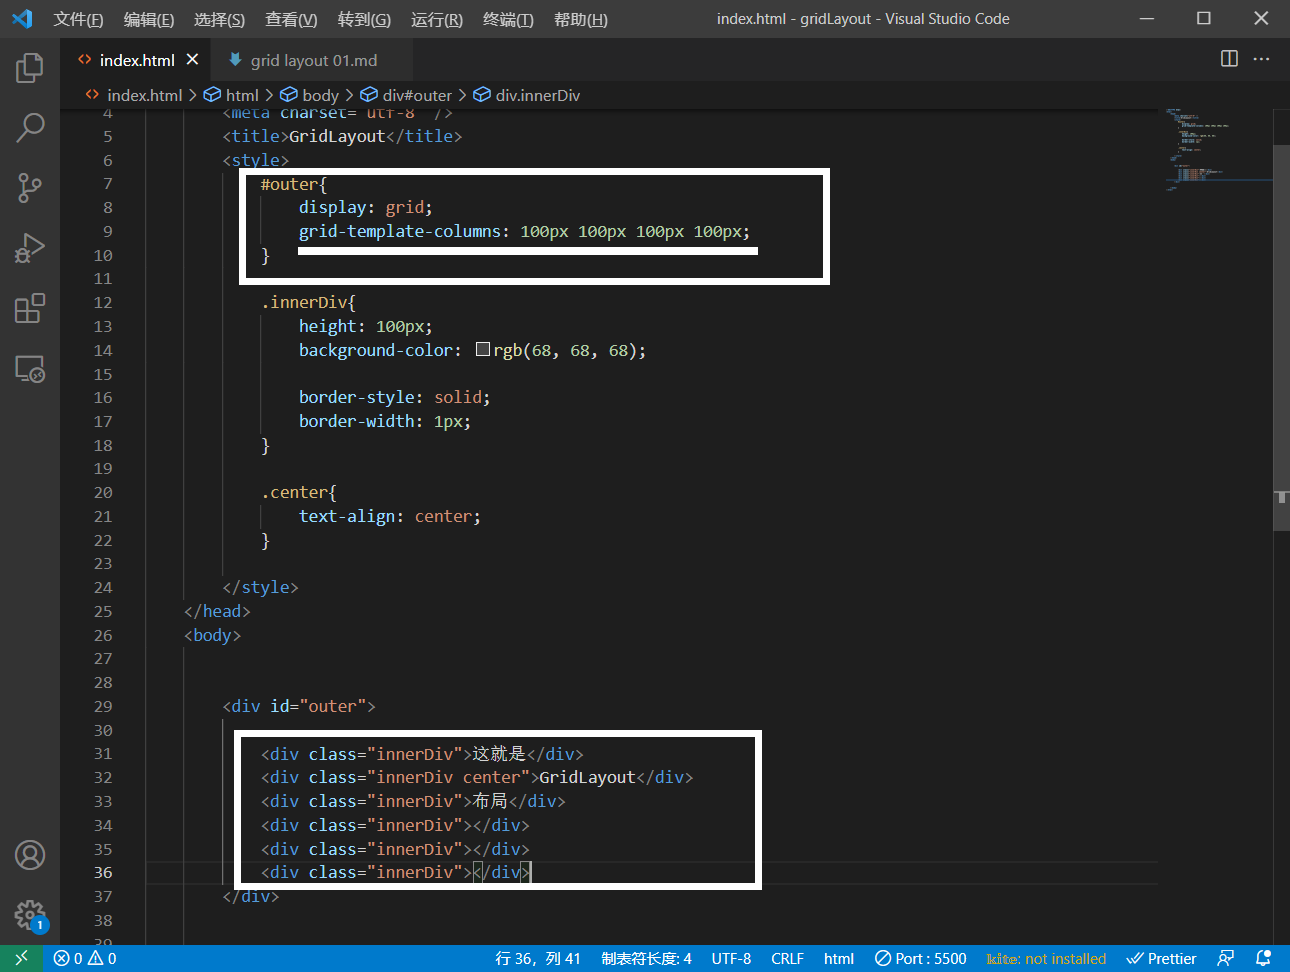 文件(F) 编辑(E) 选择(S) 查看(V) 转到(G) 运行(R) 终端(T) 帮助(H) index.html - gridLayout - Visual Studio Code
index.html grid layout 01.md
index.html > html > body > div#outer > div.innerDiv
4 <meta charset="utf-8" />
5 <title>GridLayout</title>
6 <style>
7 #outer{
8 display: grid;
9 grid-template-columns: 100px 100px 100px 100px;
10 }
11
12 .innerDiv{
13 height: 100px;
14 background-color: rgb(68, 68, 68);
15
16 border-style: solid;
17 border-width: 1px;
18 }
19
20 .center{
21 text-align: center;
22 }
23
24 </style>
25 </head>
26 <body>
27
28
29 <div id="outer">
30
31 <div class="innerDiv">这就是</div>
32 <div class="innerDiv center">GridLayout</div>
33 <div class="innerDiv">布局</div>
34 <div class="innerDiv"></div>
35 <div class="innerDiv"></div>
36 <div class="innerDiv"></div>
37 </div>
38
39
1
0 0 行 36，列 41 制表符长度: 4 UTF-8 CRLF html Port : 5500 kite: not installed Prettier